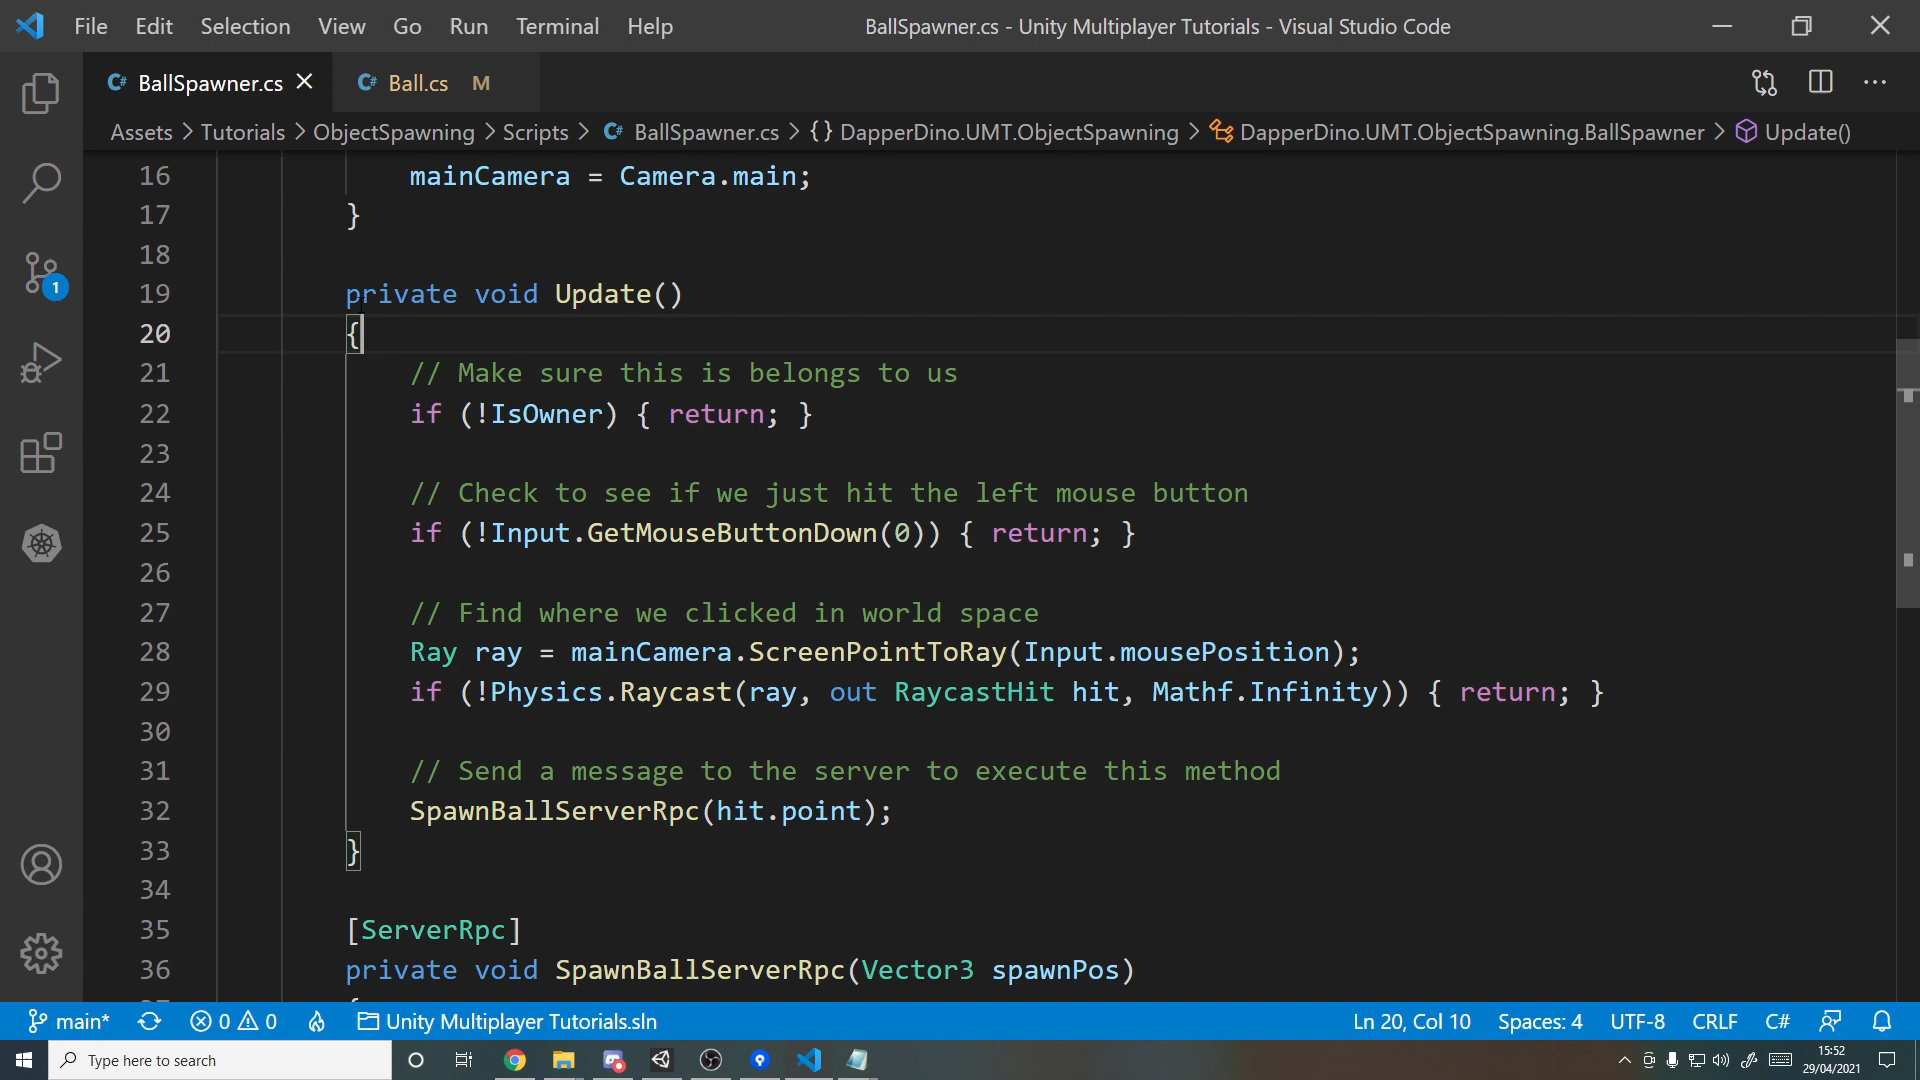 File Edit Selection View Go Run Terminal Help BallSpawner.cs - Unity Multiplayer Tutorials - Visual Studio Code
BallSpawner.cs Ball.cs M
Assets > Tutorials > ObjectSpawning > Scripts > BallSpawner.cs > {} DapperDino.UMT.ObjectSpawning > DapperDino.UMT.ObjectSpawning.BallSpawner > Update()
16 mainCamera = Camera.main;
17 }
18
19 private void Update()
20 {
21 // Make sure this is belongs to us
22 if (!IsOwner) { return; }
23
24 // Check to see if we just hit the left mouse button
25 if (!Input.GetMouseButtonDown(0)) { return; }
26
27 // Find where we clicked in world space
28 Ray ray = mainCamera.ScreenPointToRay(Input.mousePosition);
29 if (!Physics.Raycast(ray, out RaycastHit hit, Mathf.Infinity)) { return; }
30
31 // Send a message to the server to execute this method
32 SpawnBallServerRpc(hit.point);
33 }
34
35 [ServerRpc]
36 private void SpawnBallServerRpc(Vector3 spawnPos)
1
main* 0 0 Unity Multiplayer Tutorials.sln Ln 20, Col 10 Spaces: 4 UTF-8 CRLF C#
Type here to search
15:52
29/04/2021